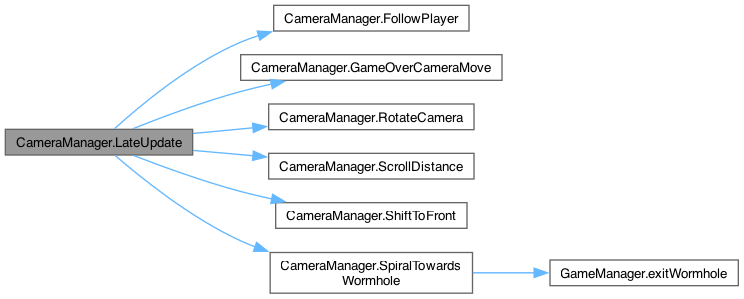 CameraManager.FollowPlayer
CameraManager.GameOverCameraMove
CameraManager.RotateCamera
CameraManager.LateUpdate
CameraManager.ScrollDistance
CameraManager.ShiftToFront
CameraManager.SpiralTowards
Wormhole
GameManager.exitWormhole